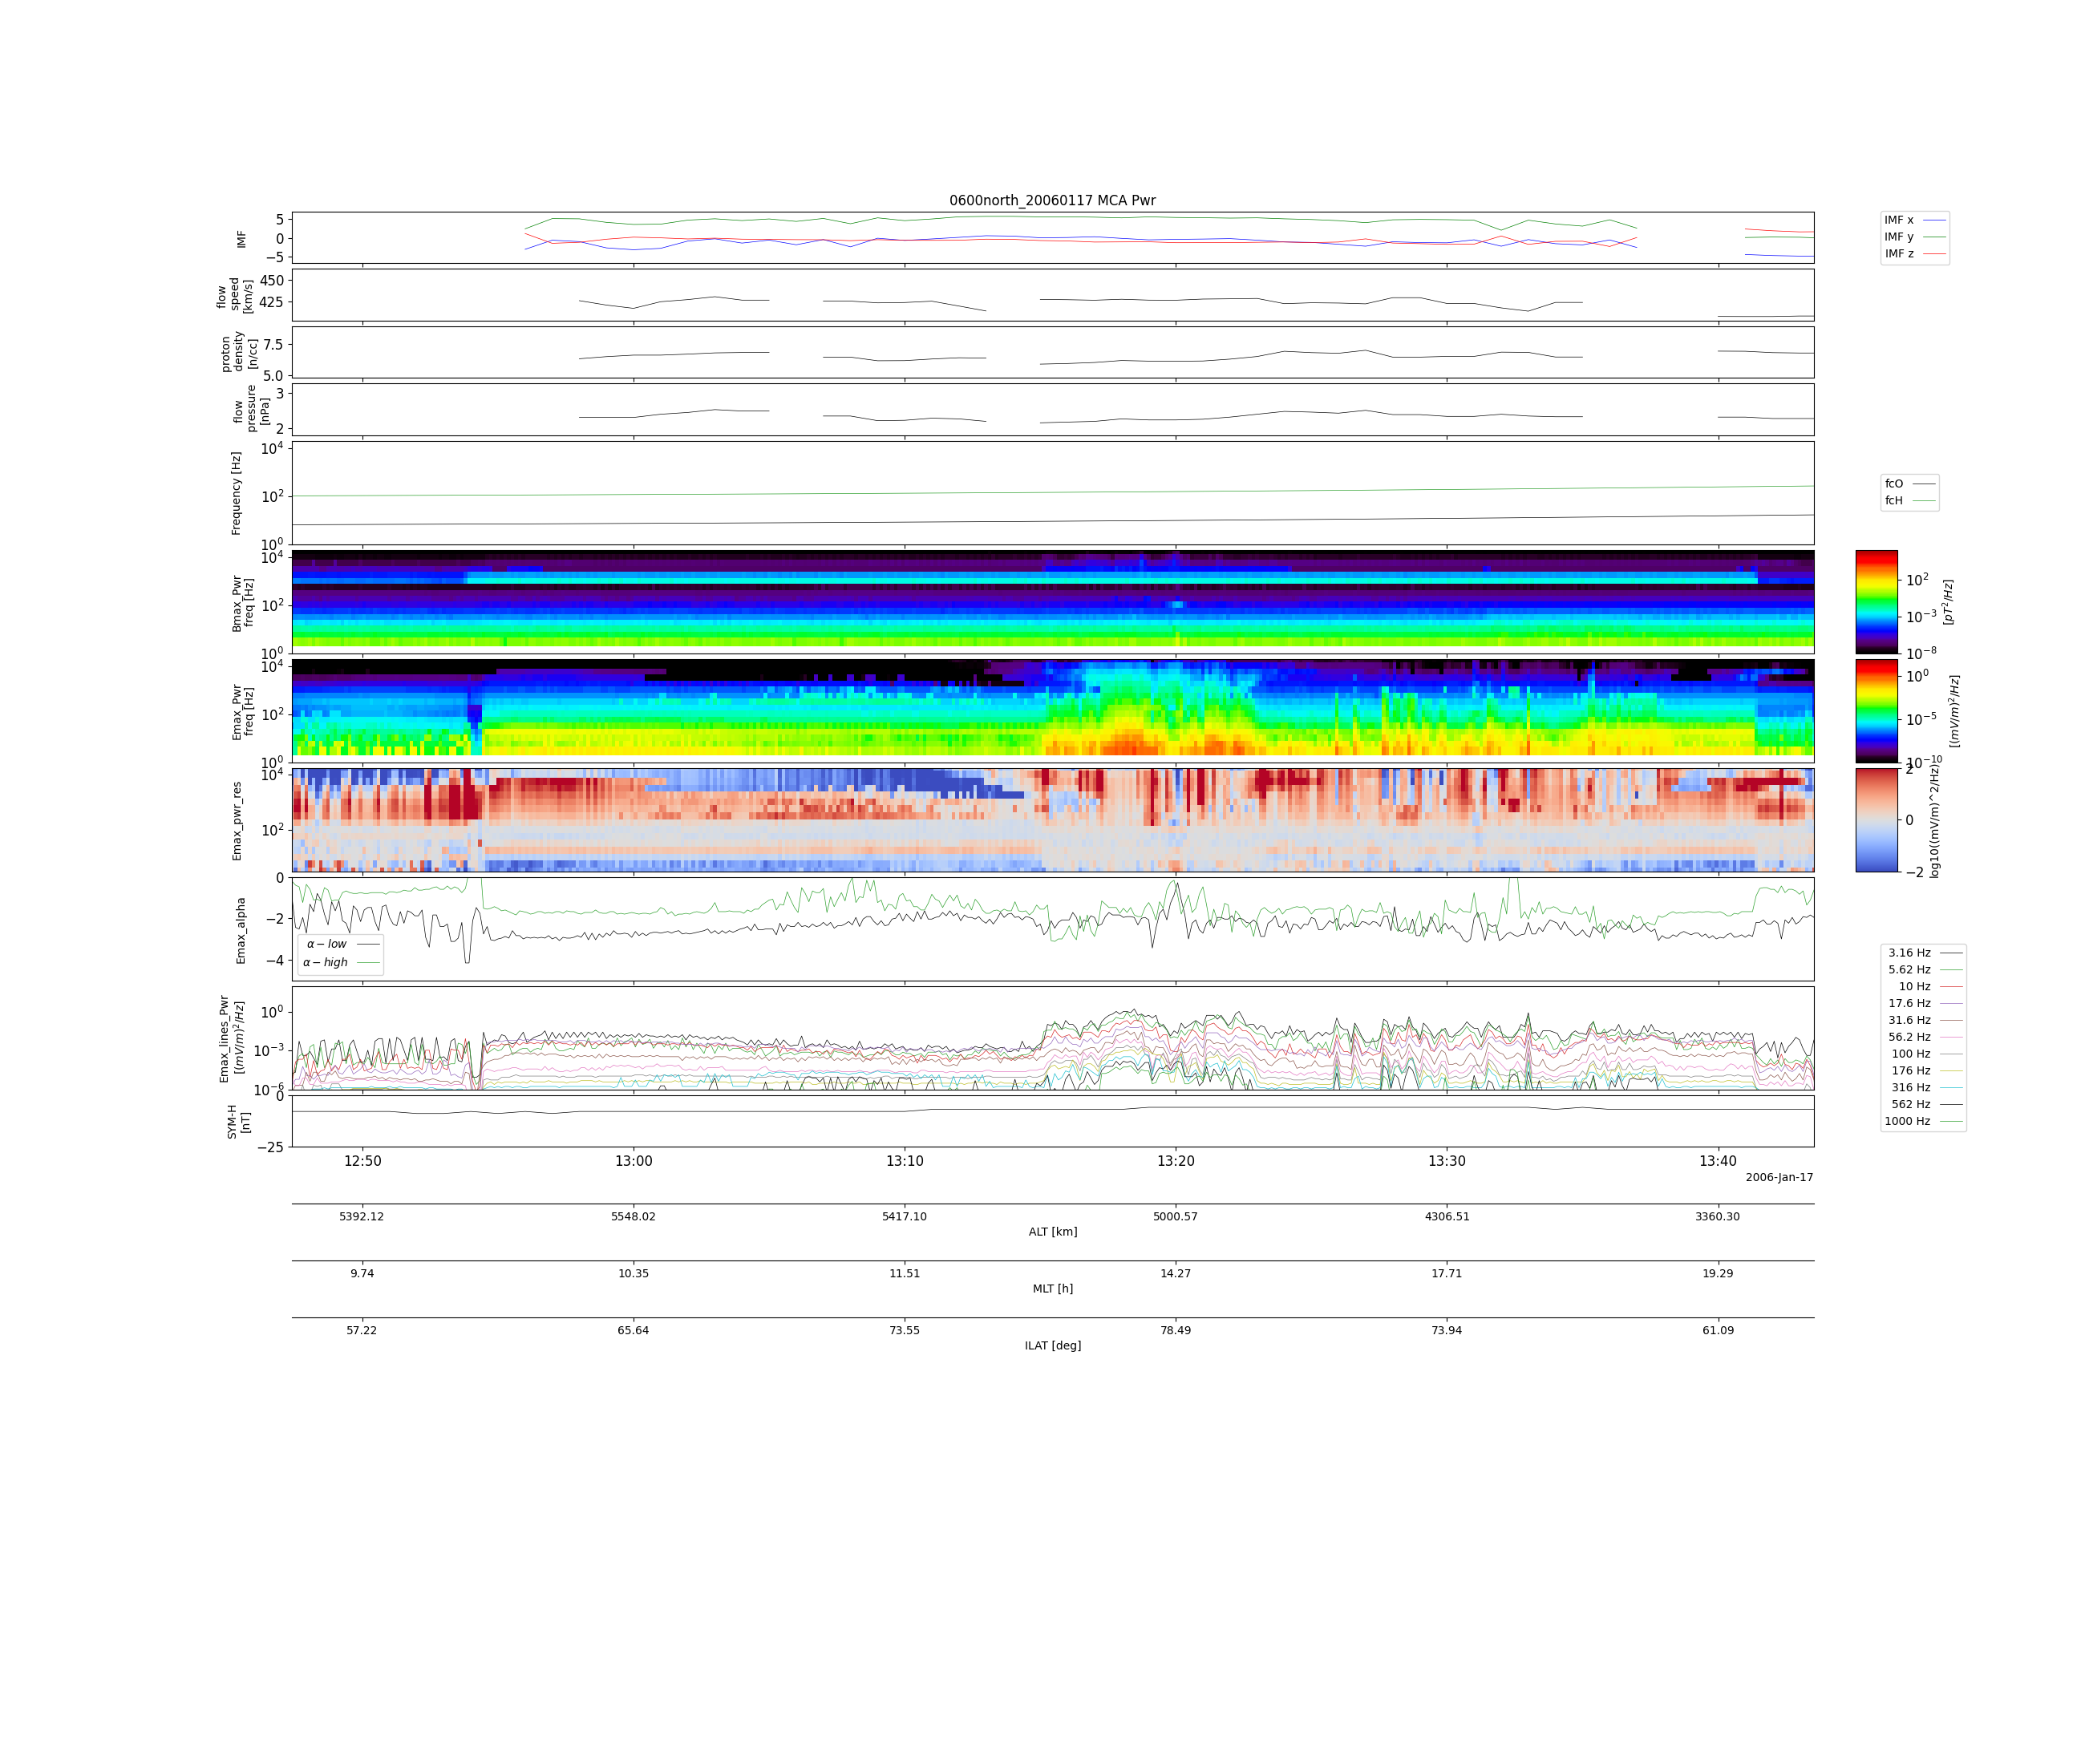 0600north_20060117 MCA Pwr
5
0
−5
IMF
IMF x
IMF y
IMF z
450
425
flow
speed
[km/s]
7.5
5.0
proton
density
[n/cc]
3
2
flow
pressure
[nPa]
10^4
10^2
10^0
Frequency [Hz]
fcO
fcH
10^4
10^2
10^0
Bmax_Pwr
freq [Hz]
10^2
10^−3
10^−8
[pT^2/Hz]
10^4
10^2
10^0
Emax_Pwr
freq [Hz]
10^0
10^−5
10^−10
[(mV/m)^2/Hz]
10^4
10^2
Emax_pwr_res
2
0
−2
log10((mV/m)^2/Hz)
0
−2
−4
Emax_alpha
α − low
α − high
10^0
10^−3
10^−6
Emax_lines_Pwr
[(mV/m)^2/Hz]
3.16 Hz
5.62 Hz
10 Hz
17.6 Hz
31.6 Hz
56.2 Hz
100 Hz
176 Hz
316 Hz
562 Hz
1000 Hz
0
−25
SYM-H
[nT]
12:50 13:00 13:10 13:20 13:30 13:40
2006-Jan-17
5392.12 5548.02 5417.10 5000.57 4306.51 3360.30
ALT [km]
9.74 10.35 11.51 14.27 17.71 19.29
MLT [h]
57.22 65.64 73.55 78.49 73.94 61.09
ILAT [deg]